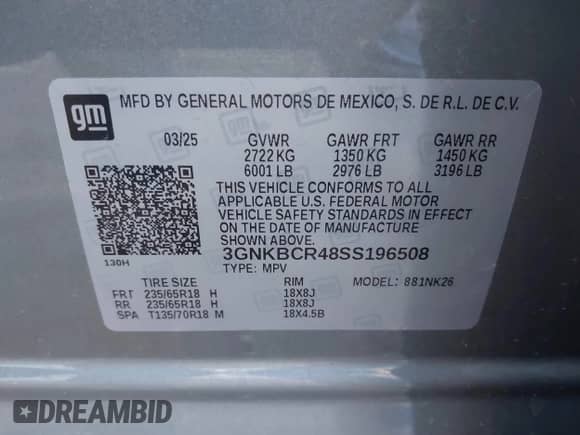 gm MFD BY GENERAL MOTORS DE MEXICO, S. DE R.L. DE C.V.
03/25 GVWR GAWR FRT GAWR RR
2722 KG 1350 KG 1450 KG
6001 LB 2976 LB 3196 LB
THIS VEHICLE CONFORMS TO ALL
APPLICABLE U.S. FEDERAL MOTOR
VEHICLE SAFETY STANDARDS IN EFFECT
ON THE DATE OF MANUFACTURE
SHOWN ABOVE.
3GNKBCR48SS196508
130H TYPE: MPV MODEL: 881NK26
TIRE SIZE RIM
FRT 235/65R18 H 18X8J
RR 235/65R18 H 18X8J
SPA T135/70R18 M 18X4.5B
DREAMBID